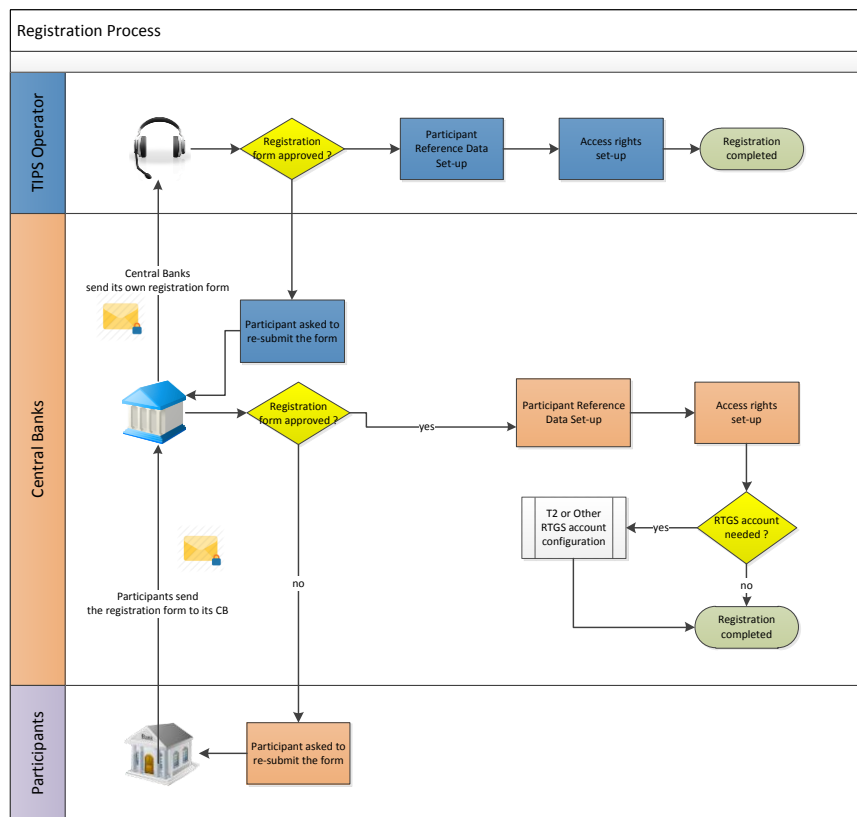 Registration Process
TIPS Operator
Registration
form approved ?
Participant
Reference Data
Set-up
Access rights
set-up
Registration
completed
Central Banks
Central Banks
send its own registration form
Participant asked to
re-submit the form
Registration
form approved ?
yes
Participant Reference
Data Set-up
Access rights
set-up
T2 or Other
RTGS account
configuration
yes
RTGS account
needed ?
no
no
Participants send
the registration form to its CB
Registration
completed
Participants
Participant asked to
re-submit the form